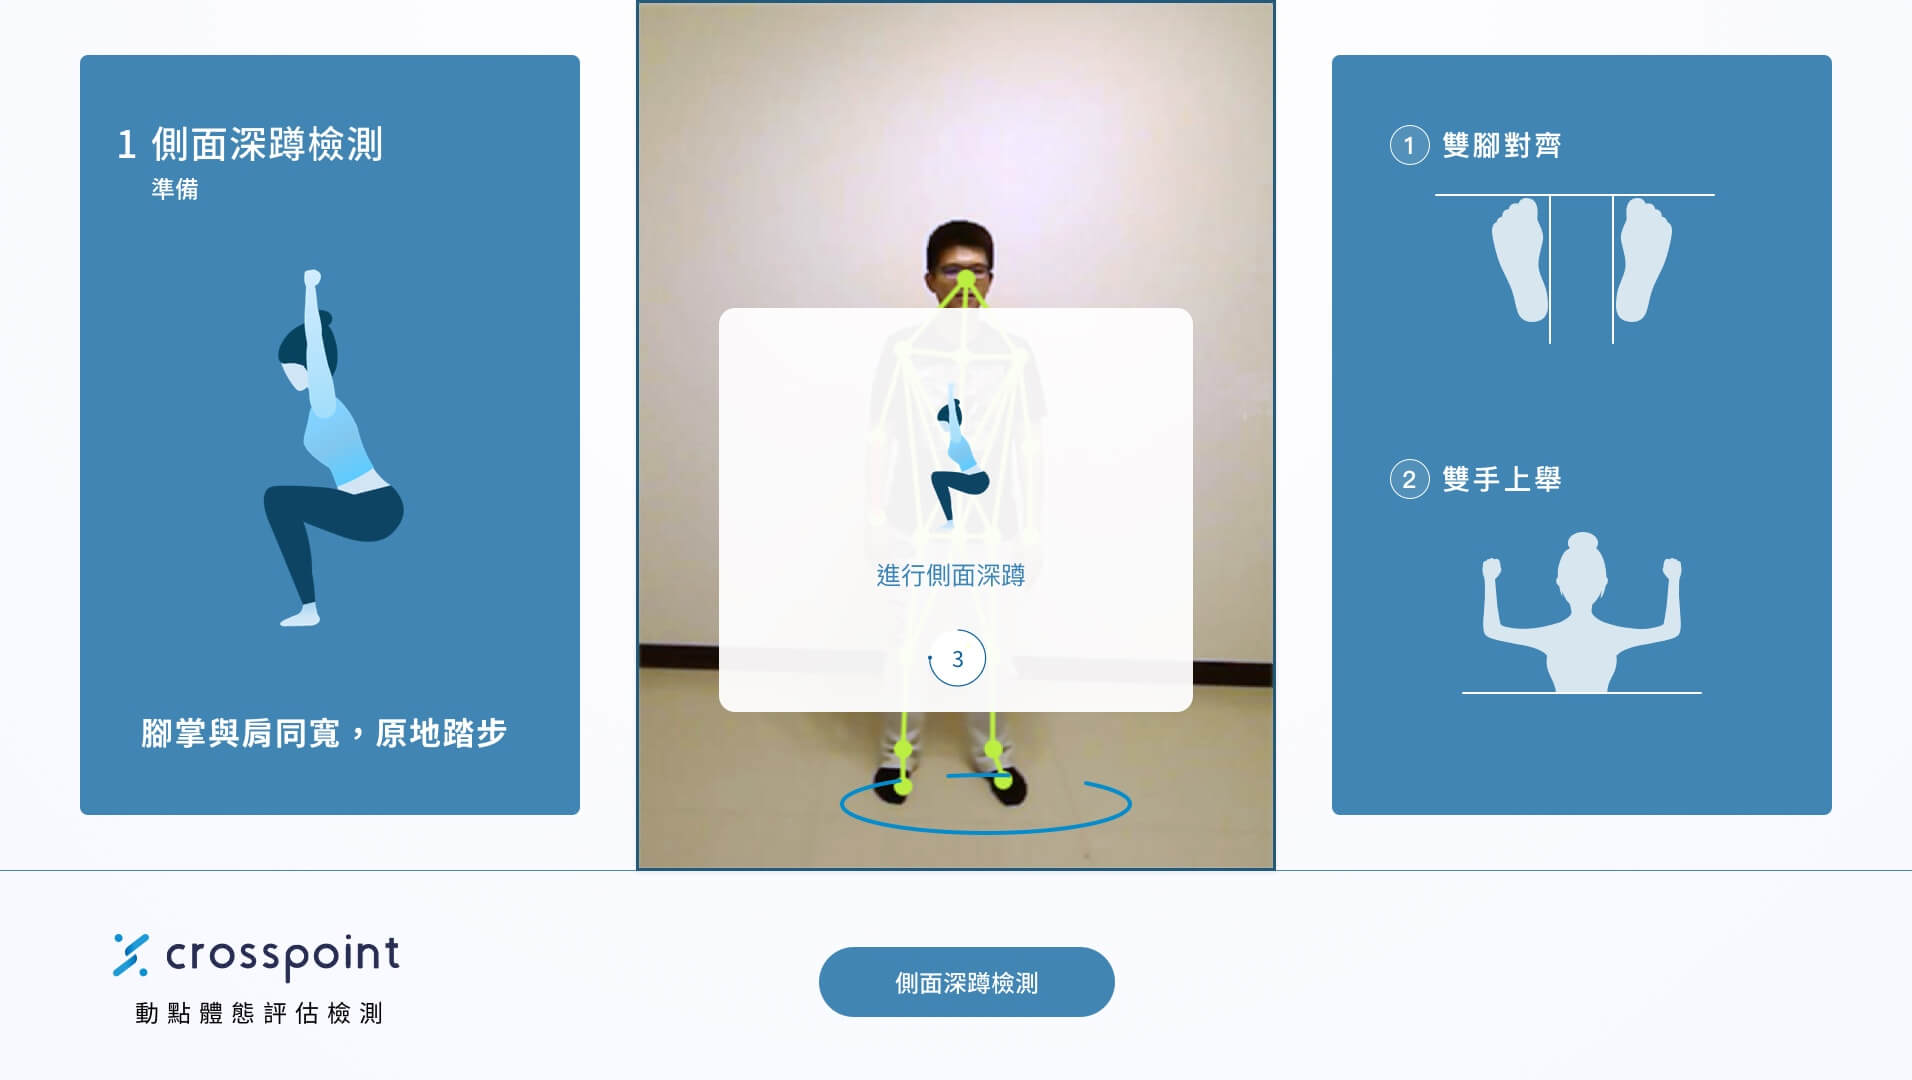 1 側面深蹲檢測
準備
腳掌與肩同寬，原地踏步
進行側面深蹲
3
1 雙腳對齊
2 雙手上舉
crosspoint
動點體態評估檢測
側面深蹲檢測